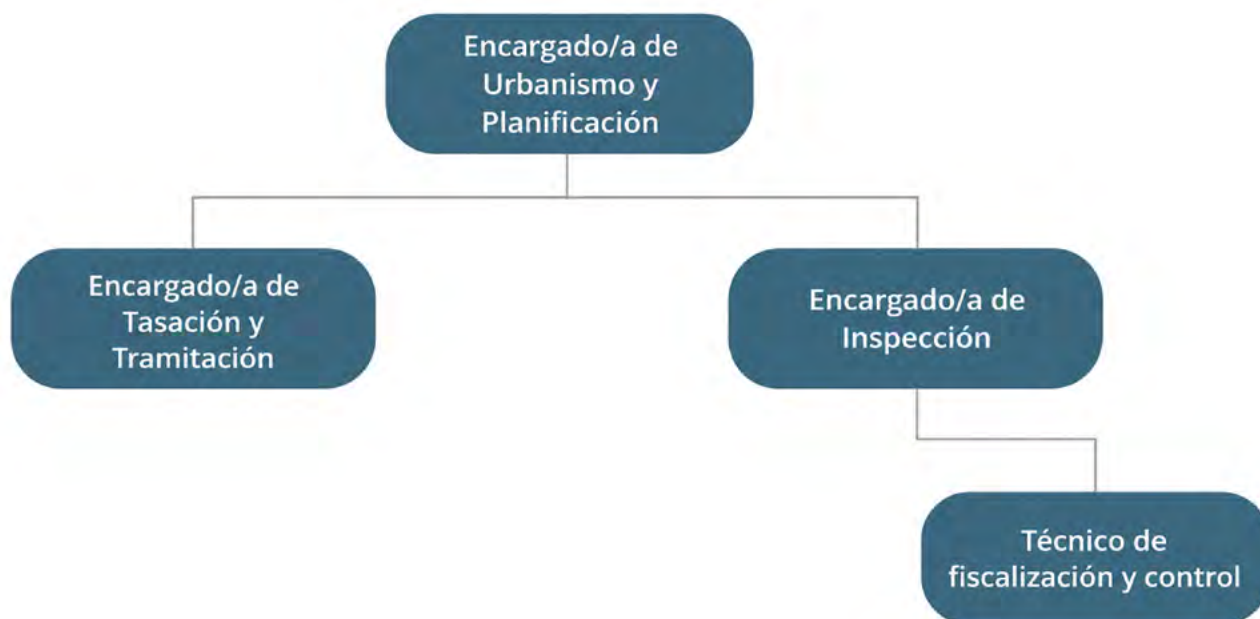 Encargado/a de
Urbanismo y
Planificación
Encargado/a de
Tasación y
Tramitación
Encargado/a de
Inspección
Técnico de
fiscalización y control